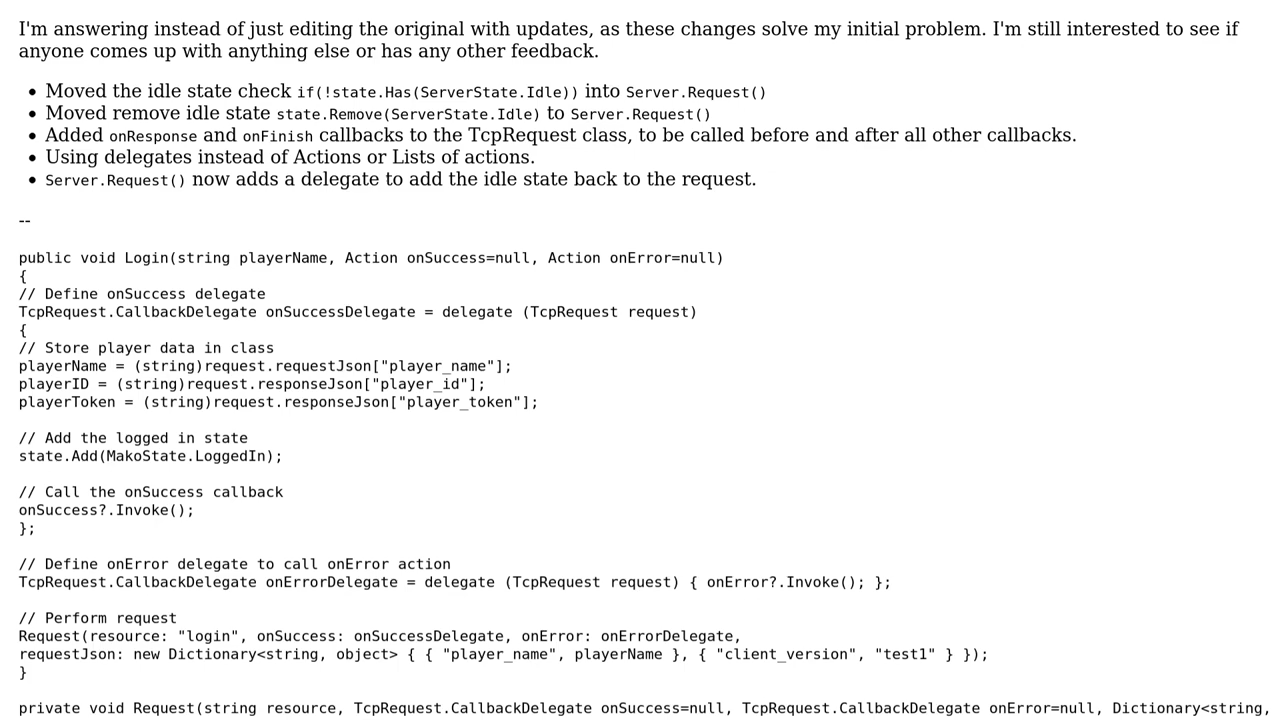 I'm answering instead of just editing the original with updates, as these changes solve my initial problem. I'm still interested to see if
anyone comes up with anything else or has any other feedback.
• Moved the idle state check if(!state.Has(ServerState.Idle)) into Server.Request()
• Moved remove idle state state.Remove(ServerState.Idle) to Server.Request()
• Added onResponse and onFinish callbacks to the TcpRequest class, to be called before and after all other callbacks.
• Using delegates instead of Actions or Lists of actions.
• Server.Request() now adds a delegate to add the idle state back to the request.
--
public void Login(string playerName, Action onSuccess=null, Action onError=null)
{
// Define onSuccess delegate
TcpRequest.CallbackDelegate onSuccessDelegate = delegate (TcpRequest request)
{
// Store player data in class
playerName = (string)request.requestJson["player_name"];
playerID = (string)request.responseJson["player_id"];
playerToken = (string)request.responseJson["player_token"];
// Add the logged in state
state.Add(MakoState.LoggedIn);
// Call the onSuccess callback
onSuccess?.Invoke();
};
// Define onError delegate to call onError action
TcpRequest.CallbackDelegate onErrorDelegate = delegate (TcpRequest request) { onError?.Invoke(); };
// Perform request
Request(resource: "login", onSuccess: onSuccessDelegate, onError: onErrorDelegate,
requestJson: new Dictionary<string, object> { { "player_name", playerName }, { "client_version", "test1" } });
}
private void Request(string resource, TcpRequest.CallbackDelegate onSuccess=null, TcpRequest.CallbackDelegate onError=null, Dictionary<string,